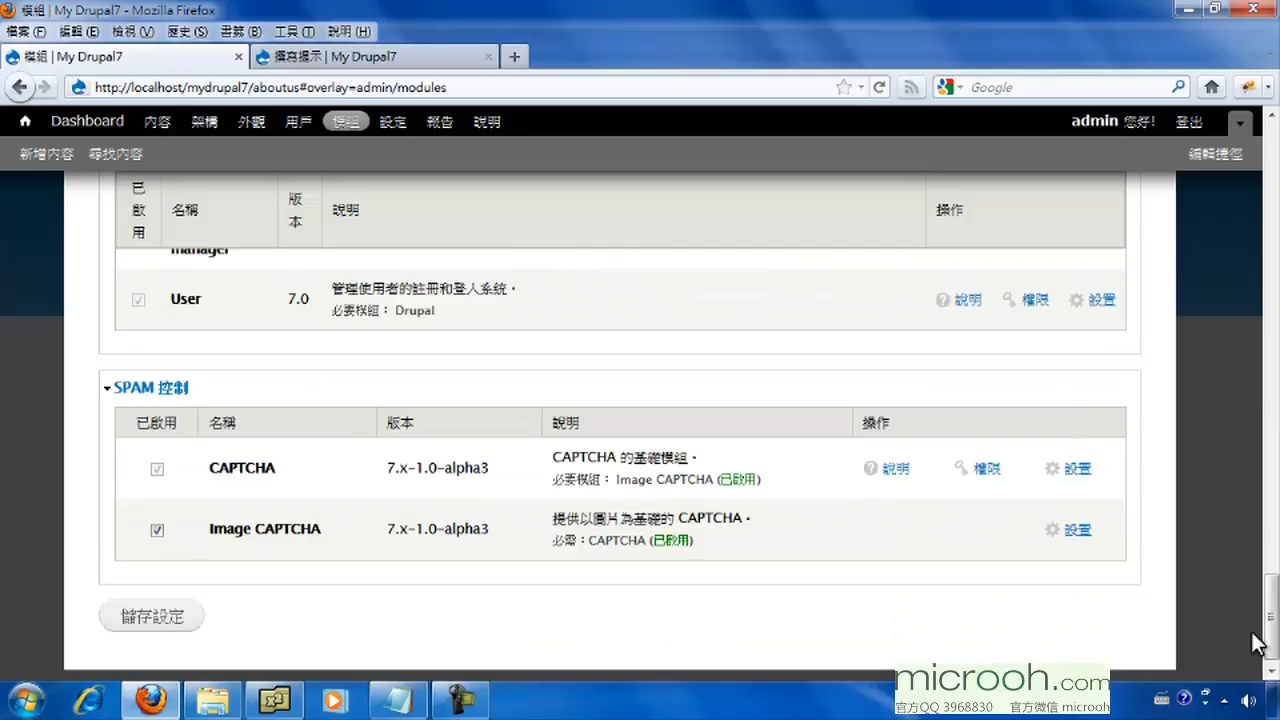 模組 | My Drupal7 - Mozilla Firefox
檔案(F) 編輯(E) 檢視(V) 歷史(S) 書籤(B) 工具(T) 說明(H)
模組 | My Drupal7
撰寫提示 | My Drupal7
http://localhost/mydrupal7/aboutus#overlay=admin/modules
Google
Dashboard 內容 架構 外觀 用戶 模組 設定 報告 說明
admin 您好! 登出
新增內容 尋找內容
編輯捷徑
已啟用 名稱 版本 說明 操作
manager
User 7.0 管理使用者的註冊和登入系統。
必要模組: Drupal
說明 權限 設置
SPAM 控制
已啟用 名稱 版本 說明 操作
CAPTCHA 7.x-1.0-alpha3 CAPTCHA 的基礎模組。
必要模組: Image CAPTCHA (已啟用)
說明 權限 設置
Image CAPTCHA 7.x-1.0-alpha3 提供以圖片為基礎的 CAPTCHA。
必需: CAPTCHA (已啟用)
設置
儲存設定
microoh.com
官方QQ 3968830 官方微信 microoh